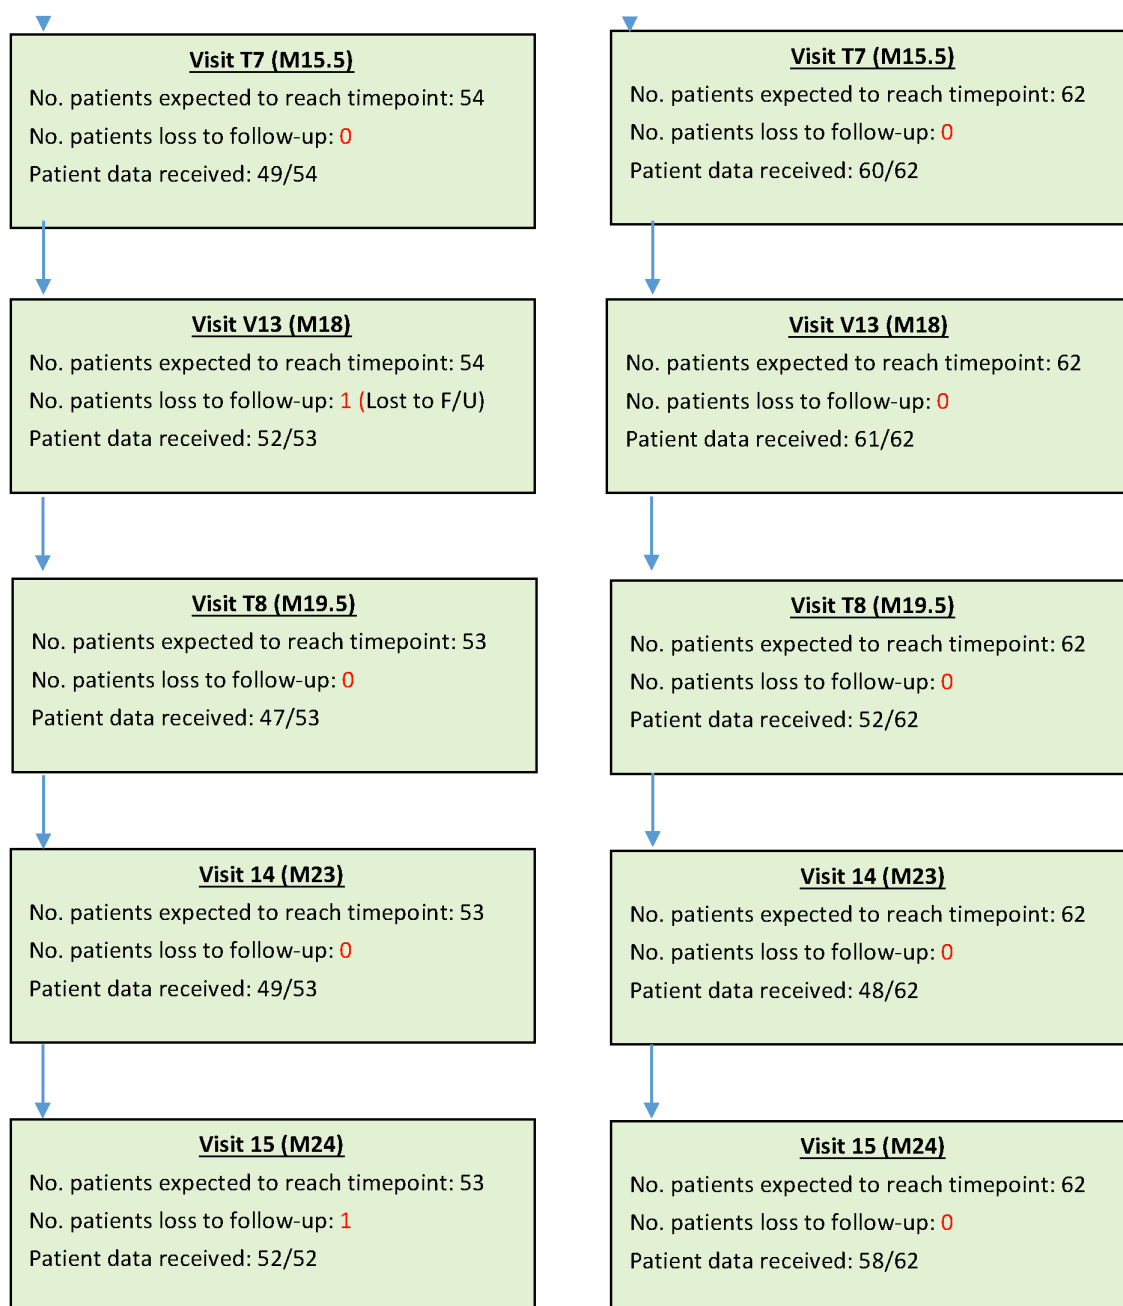 Visit T7 (M15.5)
No. patients expected to reach timepoint: 54
No. patients loss to follow-up: 0
Patient data received: 49/54
Visit T7 (M15.5)
No. patients expected to reach timepoint: 62
No. patients loss to follow-up: 0
Patient data received: 60/62
Visit V13 (M18)
No. patients expected to reach timepoint: 54
No. patients loss to follow-up: 1 (Lost to F/U)
Patient data received: 52/53
Visit V13 (M18)
No. patients expected to reach timepoint: 62
No. patients loss to follow-up: 0
Patient data received: 61/62
Visit T8 (M19.5)
No. patients expected to reach timepoint: 53
No. patients loss to follow-up: 0
Patient data received: 47/53
Visit T8 (M19.5)
No. patients expected to reach timepoint: 62
No. patients loss to follow-up: 0
Patient data received: 52/62
Visit 14 (M23)
No. patients expected to reach timepoint: 53
No. patients loss to follow-up: 0
Patient data received: 49/53
Visit 14 (M23)
No. patients expected to reach timepoint: 62
No. patients loss to follow-up: 0
Patient data received: 48/62
Visit 15 (M24)
No. patients expected to reach timepoint: 53
No. patients loss to follow-up: 1
Patient data received: 52/52
Visit 15 (M24)
No. patients expected to reach timepoint: 62
No. patients loss to follow-up: 0
Patient data received: 58/62